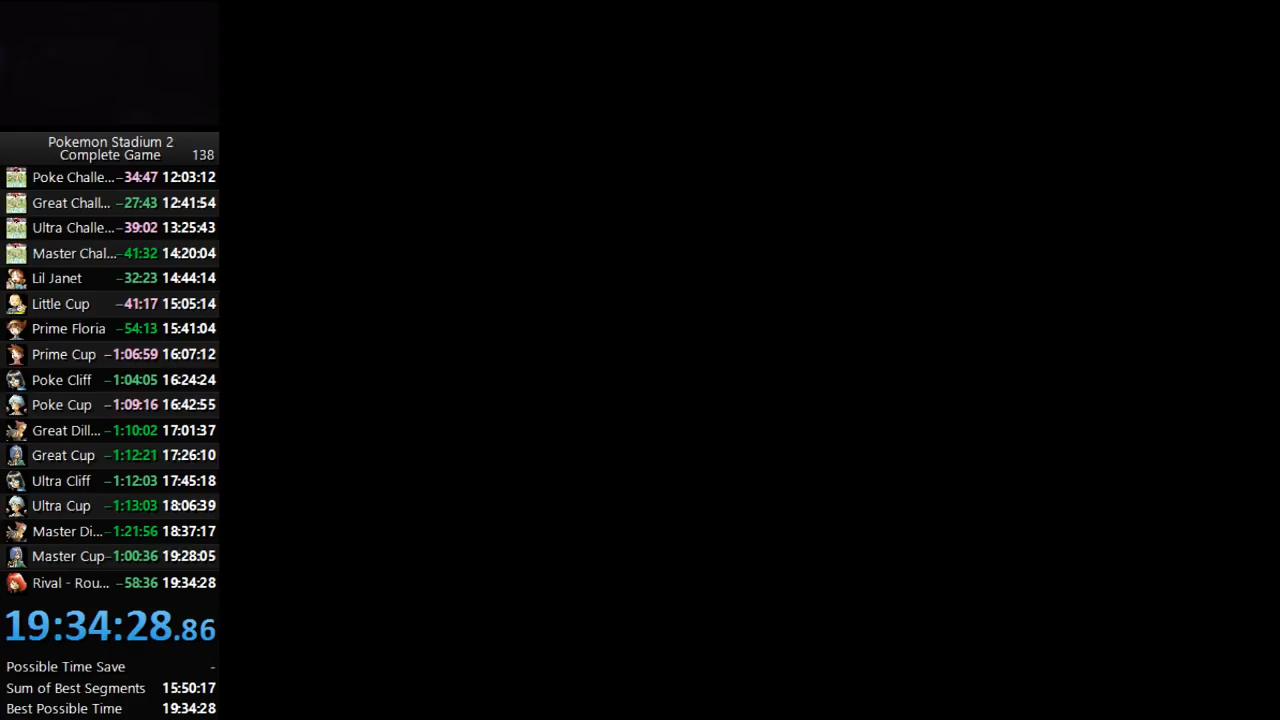 Pokemon Stadium 2
Complete Game 138
Poke Challe... −34:47 12:03:12
Great Chall... −27:43 12:41:54
Ultra Challe... −39:02 13:25:43
Master Chal... −41:32 14:20:04
Lil Janet −32:23 14:44:14
Little Cup −41:17 15:05:14
Prime Floria −54:13 15:41:04
Prime Cup −1:06:59 16:07:12
Poke Cliff −1:04:05 16:24:24
Poke Cup −1:09:16 16:42:55
Great Dill... −1:10:02 17:01:37
Great Cup −1:12:21 17:26:10
Ultra Cliff −1:12:03 17:45:18
Ultra Cup −1:13:03 18:06:39
Master Di... −1:21:56 18:37:17
Master Cup −1:00:36 19:28:05
Rival - Rou... −58:36 19:34:28
19:34:28.86
Possible Time Save -
Sum of Best Segments 15:50:17
Best Possible Time 19:34:28